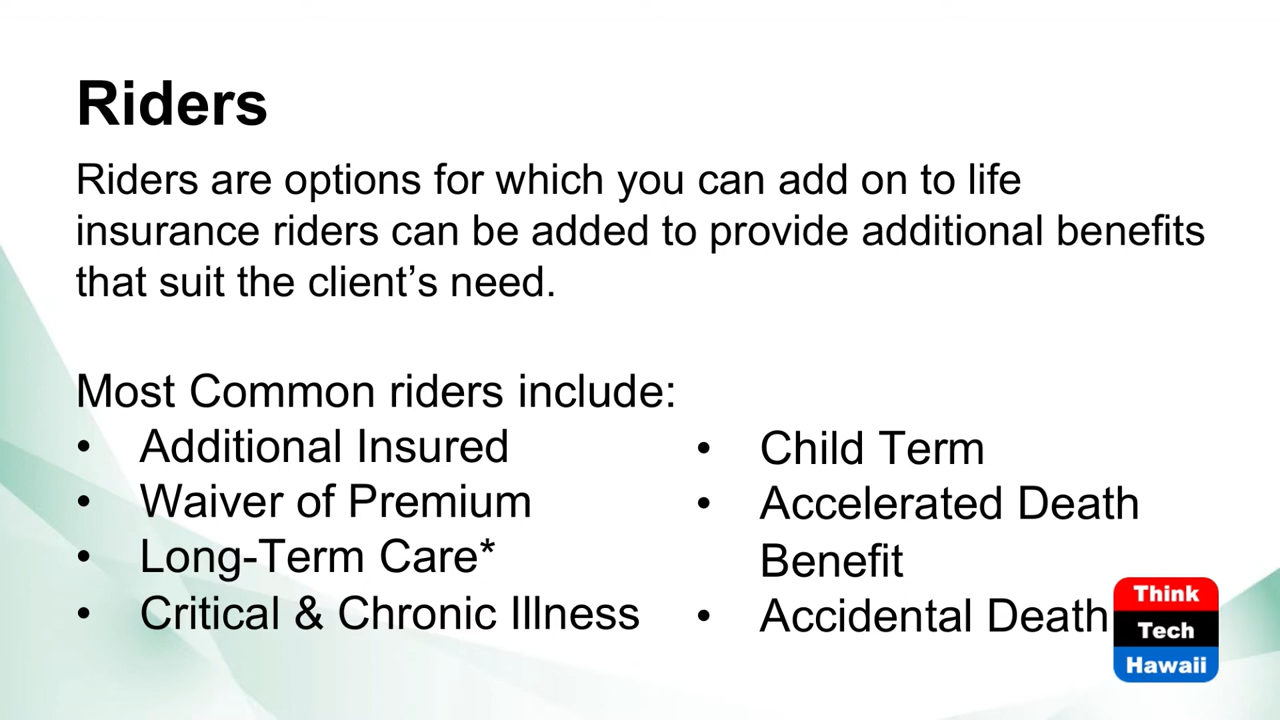 Riders
Riders are options for which you can add on to life
insurance riders can be added to provide additional benefits
that suit the client’s need.
Most Common riders include:
• Additional Insured
• Waiver of Premium
• Long-Term Care*
• Critical & Chronic Illness
• Child Term
• Accelerated Death
Benefit
• Accidental Death
Think
Tech
Hawaii